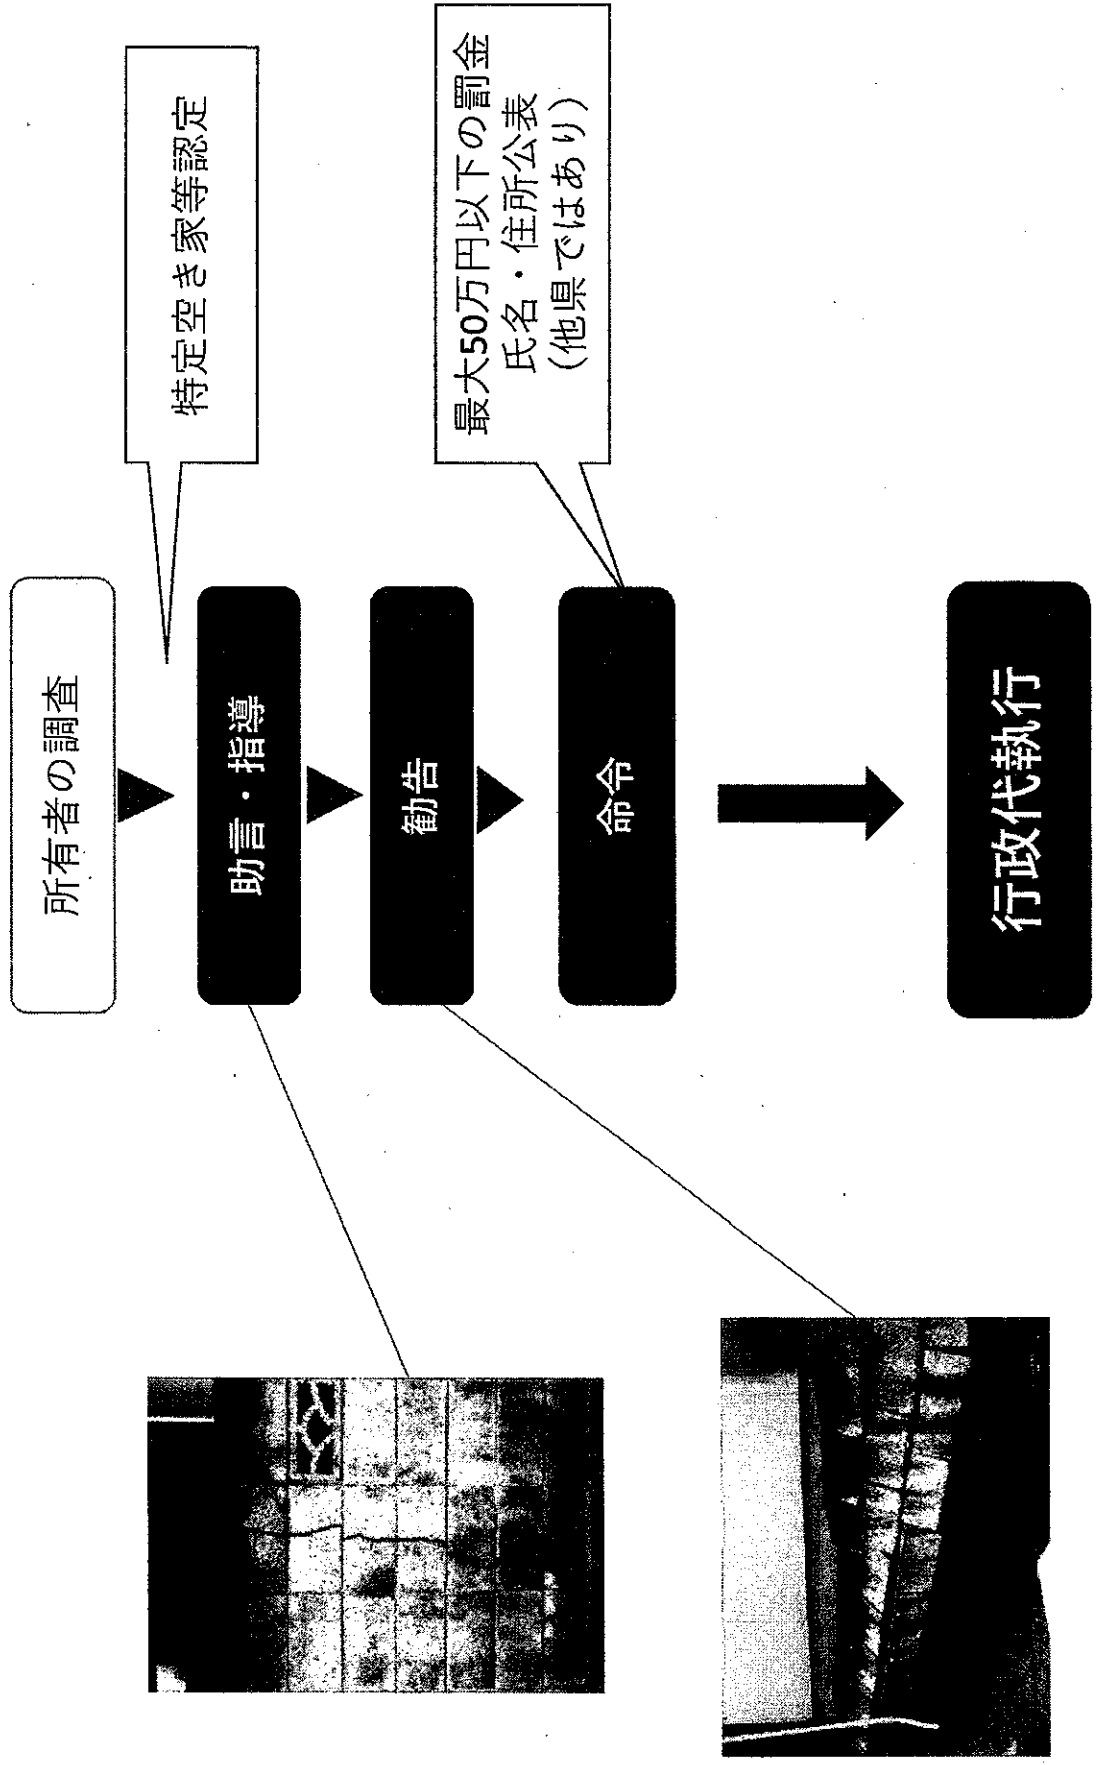 所有者の調査
特定空き家等認定
助言・指導
勧告
命令
最大50万円以下の罰金
氏名・住所公表
(他県ではあり)
行政代執行